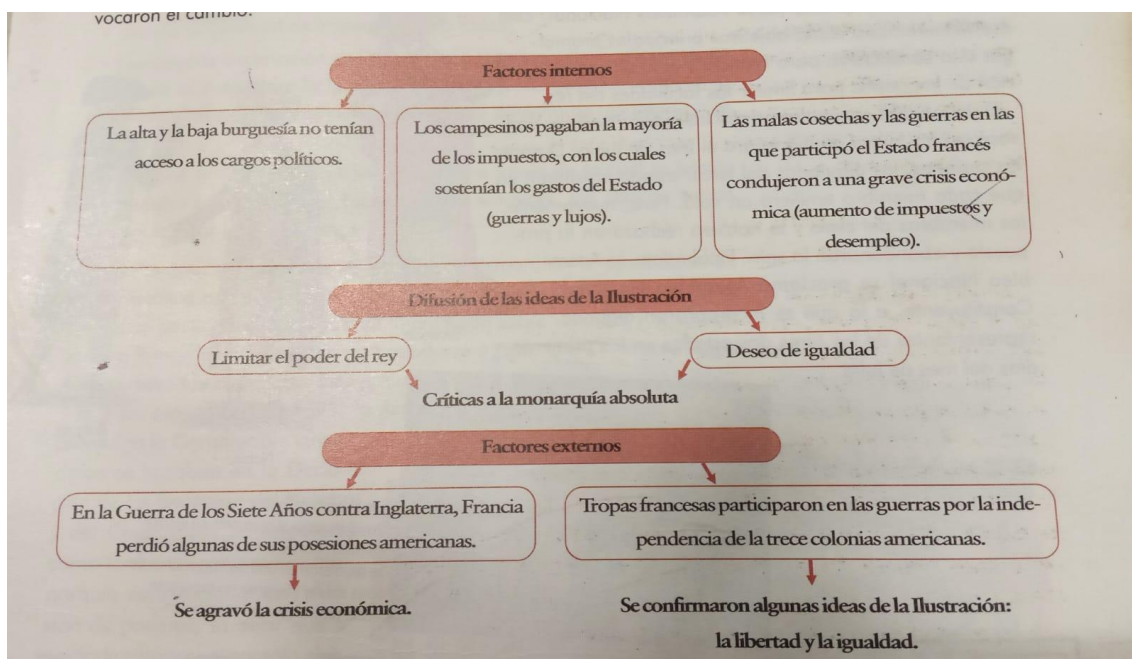 vocaron el cambio.
Factores internos
La alta y la baja burguesía no tenían
acceso a los cargos políticos.
Los campesinos pagaban la mayoría
de los impuestos, con los cuales
sostenían los gastos del Estado
(guerras y lujos).
Las malas cosechas y las guerras en las
que participó el Estado francés
condujeron a una grave crisis econó-
mica (aumento de impuestos y
desempleo).
Difusión de las ideas de la Ilustración
Limitar el poder del rey
Deseo de igualdad
Críticas a la monarquía absoluta
Factores externos
En la Guerra de los Siete Años contra Inglaterra, Francia
perdió algunas de sus posesiones americanas.
Tropas francesas participaron en las guerras por la inde-
pendencia de la trece colonias americanas.
Se agravó la crisis económica.
Se confirmaron algunas ideas de la Ilustración:
la libertad y la igualdad.